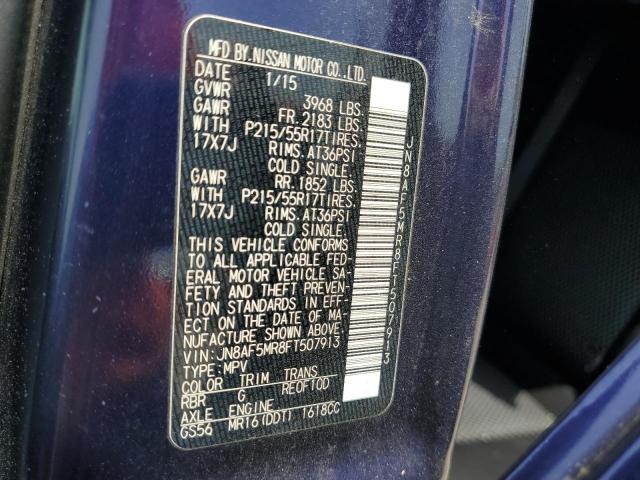 MFD BY.NISSAN MOTOR CO.,LTD.
DATE 1/15
GVWR 3968 LBS.
GAWR FR. 2183 LBS.
WITH P215/55R17TIRES.
17X7J RIMS. AT36PSI
COLD SINGLE.
GAWR RR. 1852 LBS.
WITH P215/55R17TIRES.
17X7J RIMS. AT36PSI
COLD SINGLE.
THIS VEHICLE CONFORMS
TO ALL APPLICABLE FED-
ERAL MOTOR VEHICLE SA-
FETY AND THEFT PREVEN-
TION STANDARDS IN EFF-
ECT ON THE DATE OF MA-
NUFACTURE SHOWN ABOVE.
VIN:JN8AF5MR8FT507913
TYPE:MPV
COLOR TRIM TRANS
RBR G RE0F10D
AXLE ENGINE
GS56 MR16(DDT) 1618CC
JN8AF5MR8FT507913